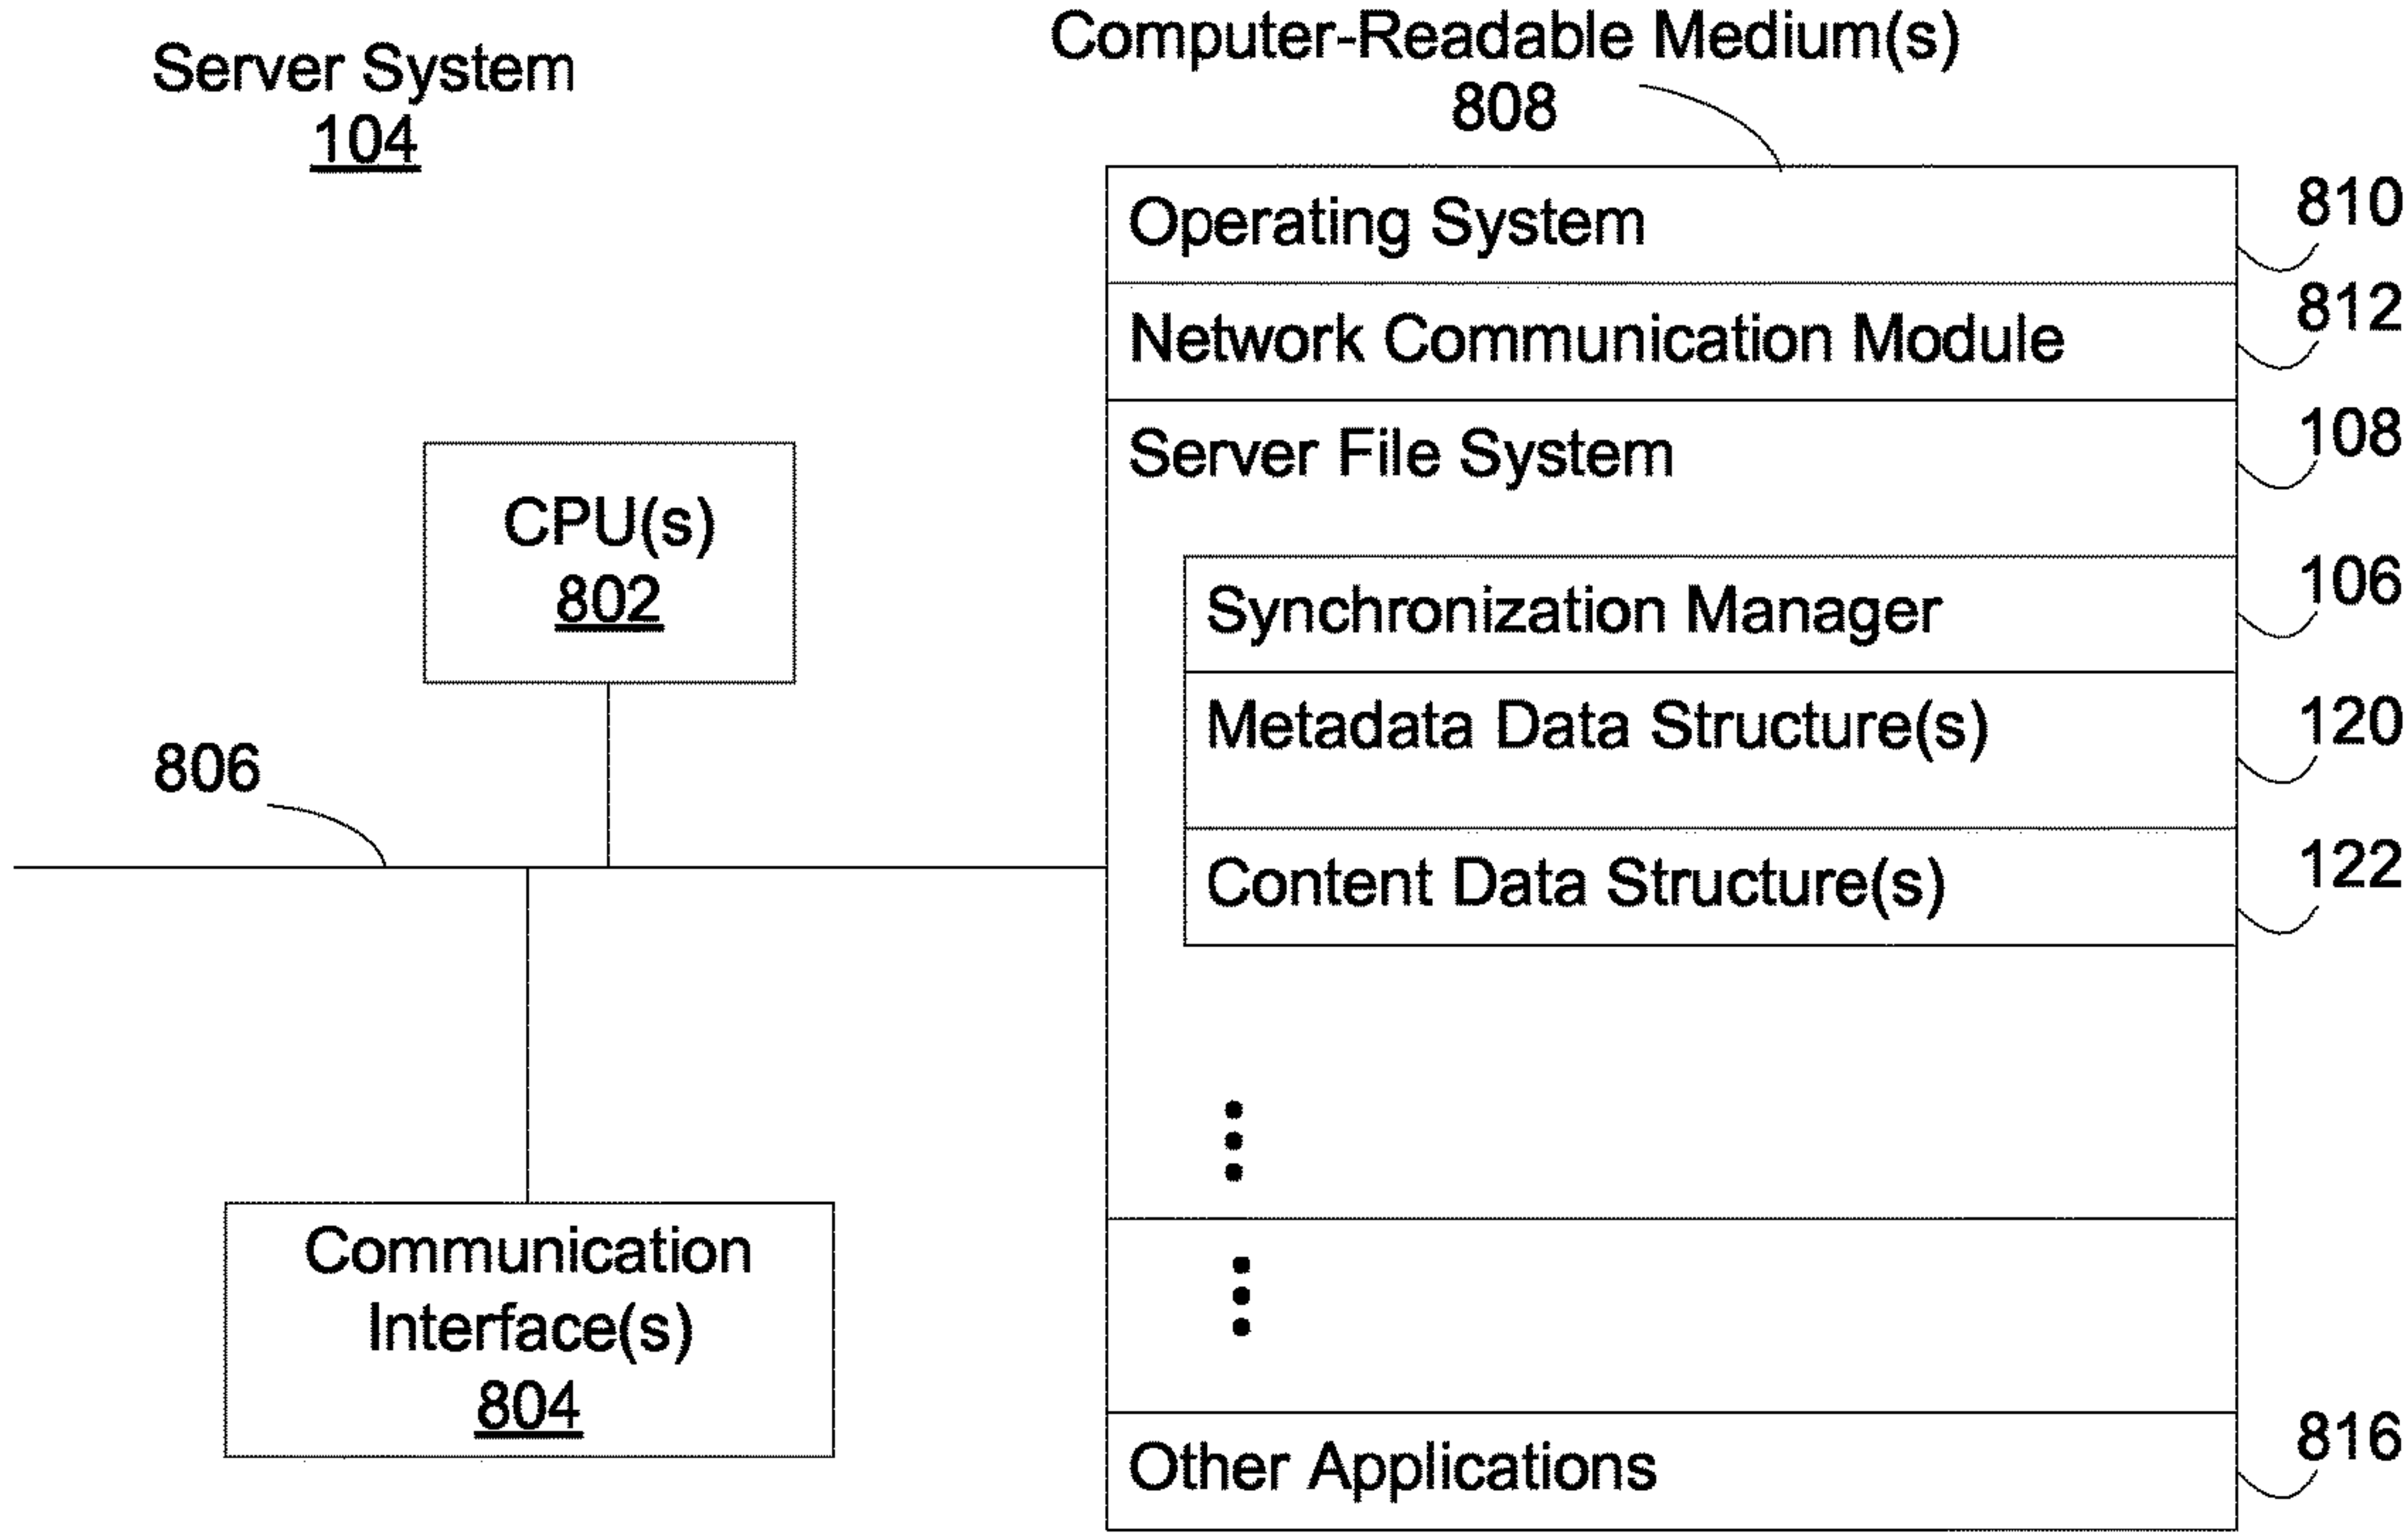 Server System
104
Computer-Readable Medium(s)
808
Operating System
810
Network Communication Module
812
Server File System
108
Synchronization Manager
106
Metadata Data Structure(s)
120
Content Data Structure(s)
122
Other Applications
816
CPU(s)
802
806
Communication
Interface(s)
804